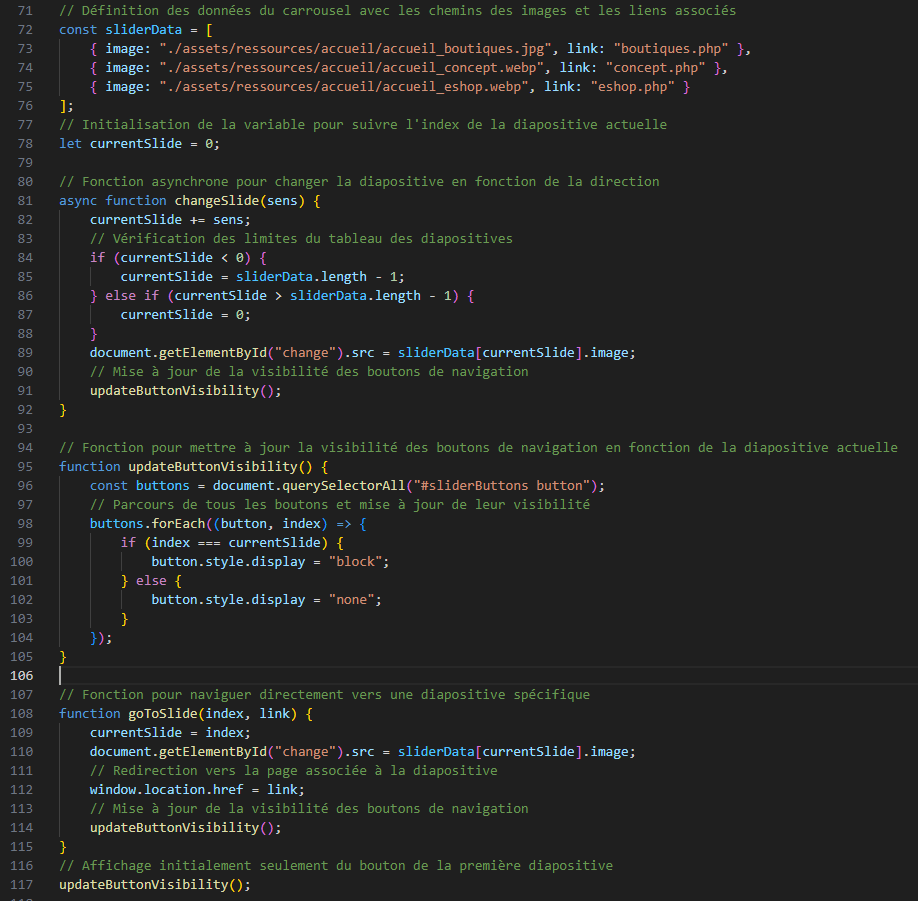 71 // Définition des données du carrousel avec les chemins des images et les liens associés
72 const sliderData = [
73     { image: "./assets/ressources/accueil/accueil_boutiques.jpg", link: "boutiques.php" },
74     { image: "./assets/ressources/accueil/accueil_concept.webp", link: "concept.php" },
75     { image: "./assets/ressources/accueil/accueil_eshop.webp", link: "eshop.php" }
76 ];
77 // Initialisation de la variable pour suivre l'index de la diapositive actuelle
78 let currentSlide = 0;
79
80 // Fonction asynchrone pour changer la diapositive en fonction de la direction
81 async function changeSlide(sens) {
82     currentSlide += sens;
83     // Vérification des limites du tableau des diapositives
84     if (currentSlide < 0) {
85         currentSlide = sliderData.length - 1;
86     } else if (currentSlide > sliderData.length - 1) {
87         currentSlide = 0;
88     }
89     document.getElementById("change").src = sliderData[currentSlide].image;
90     // Mise à jour de la visibilité des boutons de navigation
91     updateButtonVisibility();
92 }
93
94 // Fonction pour mettre à jour la visibilité des boutons de navigation en fonction de la diapositive actuelle
95 function updateButtonVisibility() {
96     const buttons = document.querySelectorAll("#sliderButtons button");
97     // Parcours de tous les boutons et mise à jour de leur visibilité
98     buttons.forEach((button, index) => {
99         if (index === currentSlide) {
100             button.style.display = "block";
101         } else {
102             button.style.display = "none";
103         }
104     });
105 }
106
107 // Fonction pour naviguer directement vers une diapositive spécifique
108 function goToSlide(index, link) {
109     currentSlide = index;
110     document.getElementById("change").src = sliderData[currentSlide].image;
111     // Redirection vers la page associée à la diapositive
112     window.location.href = link;
113     // Mise à jour de la visibilité des boutons de navigation
114     updateButtonVisibility();
115 }
116 // Affichage initialement seulement du bouton de la première diapositive
117 updateButtonVisibility();